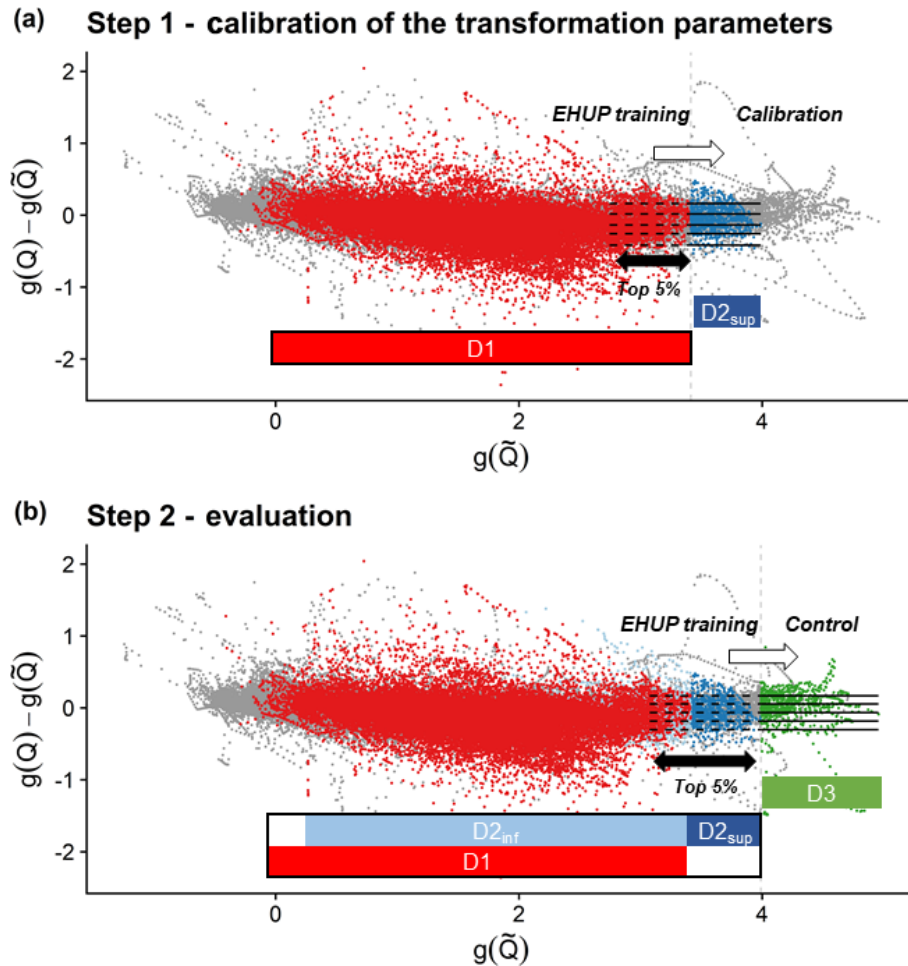 (a) Step 1 - calibration of the transformation parameters
2
EHUP training
Calibration
1
0
-1
Top 5%
D2sup
D1
-2
g(Q) – g(Q̃)
0 2 4
g(Q̃)
(b) Step 2 - evaluation
2
EHUP training
Control
1
0
-1
Top 5%
D3
D2inf
D2sup
D1
-2
g(Q) – g(Q̃)
0 2 4
g(Q̃)